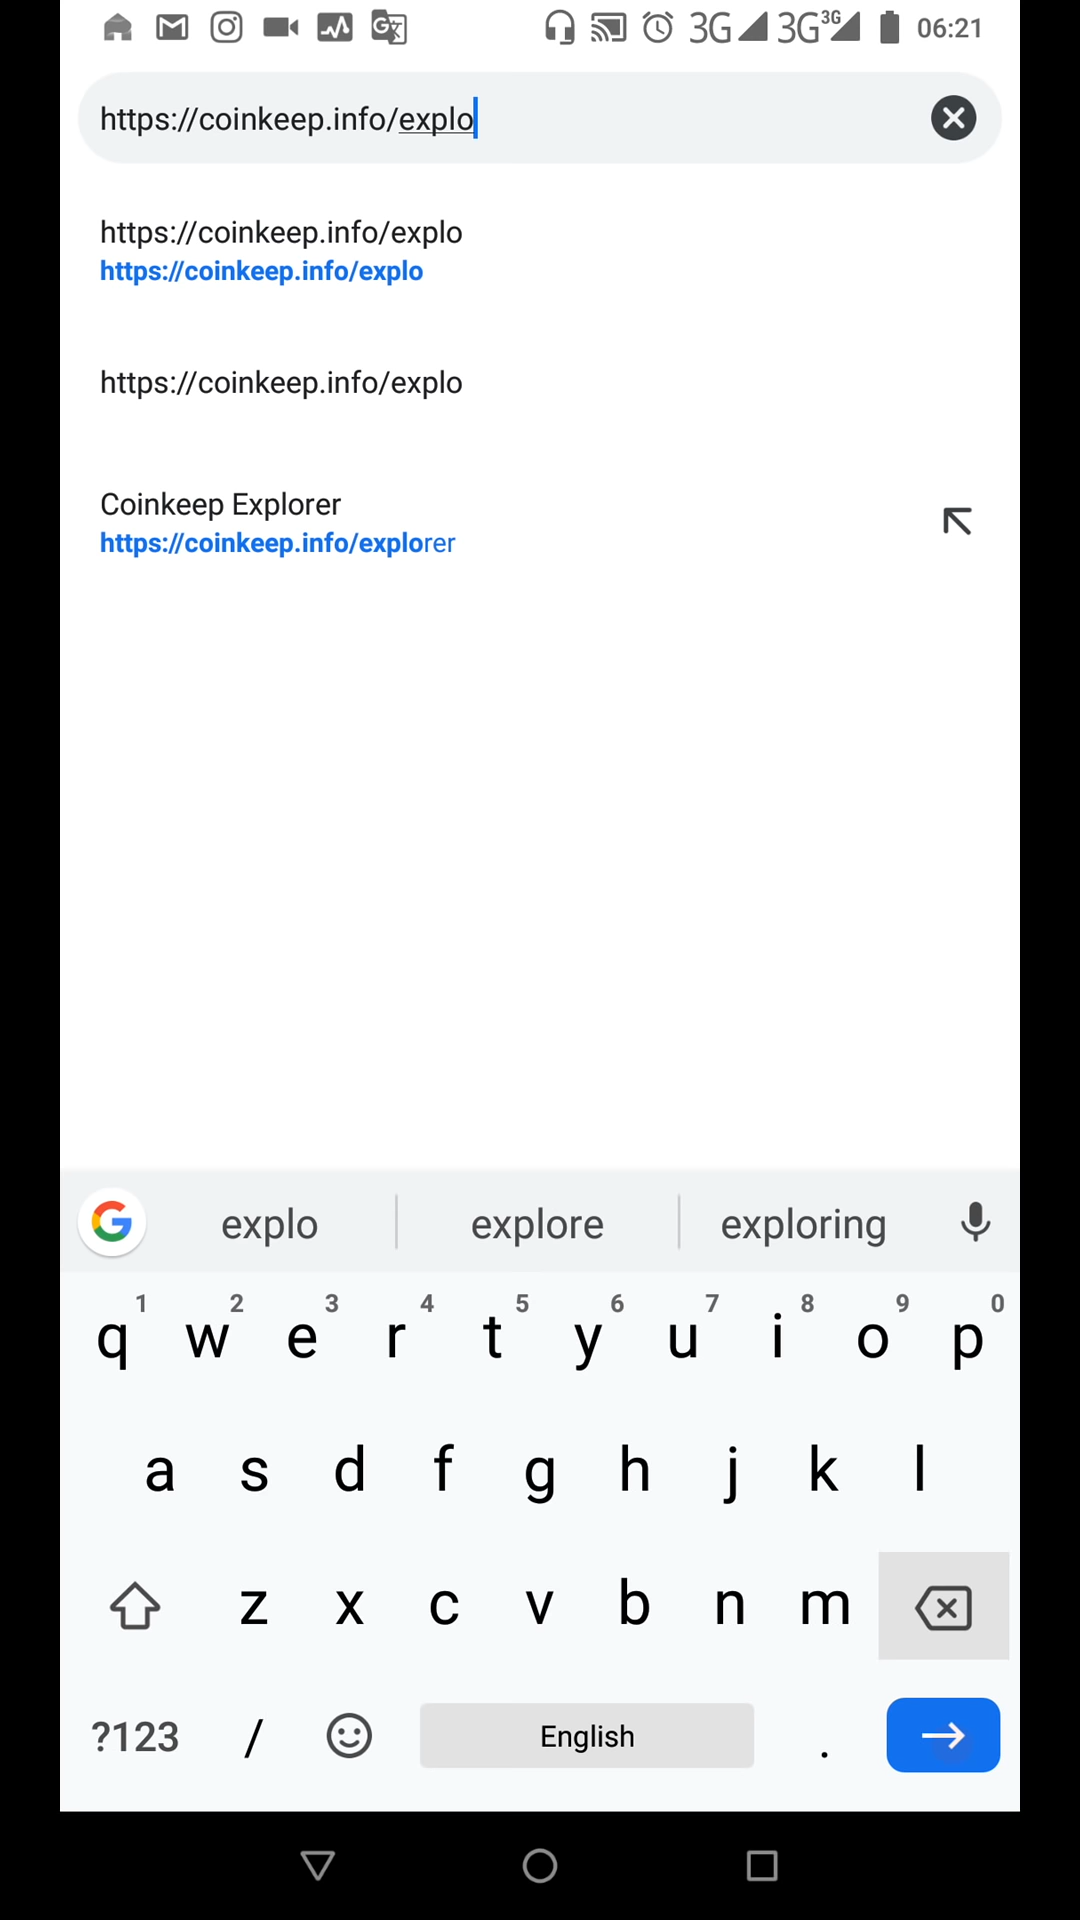 3G 3G 3G 06:21
https://coinkeep.info/explo
https://coinkeep.info/explo
https://coinkeep.info/explo
https://coinkeep.info/explo
Coinkeep Explorer
https://coinkeep.info/explorer
explo explore exploring
1 2 3 4 5 6 7 8 9 0
q w e r t y u i o p
a s d f g h j k l
z x c v b n m
?123 / English .